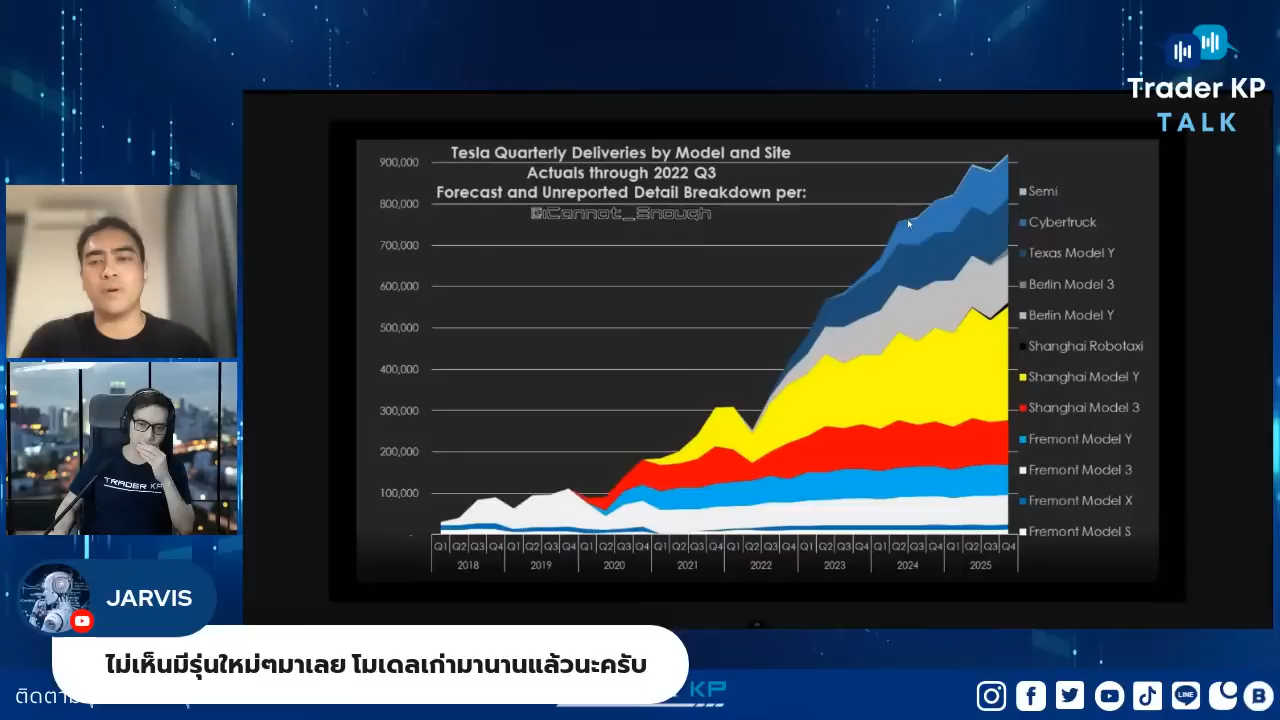 Trader KP
TALK
Tesla Quarterly Deliveries by Model and Site
Actuals through 2022 Q3
Forecast and Unreported Detail Breakdown per:
@iCannot_Enough
900,000
800,000
700,000
600,000
500,000
400,000
300,000
200,000
100,000
-
Semi
Cybertruck
Texas Model Y
Berlin Model 3
Berlin Model Y
Shanghai Robotaxi
Shanghai Model Y
Shanghai Model 3
Fremont Model Y
Fremont Model 3
Fremont Model X
Fremont Model S
Q1 Q2 Q3 Q4 Q1 Q2 Q3 Q4 Q1 Q2 Q3 Q4 Q1 Q2 Q3 Q4 Q1 Q2 Q3 Q4 Q1 Q2 Q3 Q4 Q1 Q2 Q3 Q4 Q1 Q2 Q3 Q4
2018 2019 2020 2021 2022 2023 2024 2025
TRADER KP
JARVIS
ไม่เห็นมีรุ่นใหม่ๆมาเลย โมเดลเก่ามานานแล้วนะครับ
KP
LINE